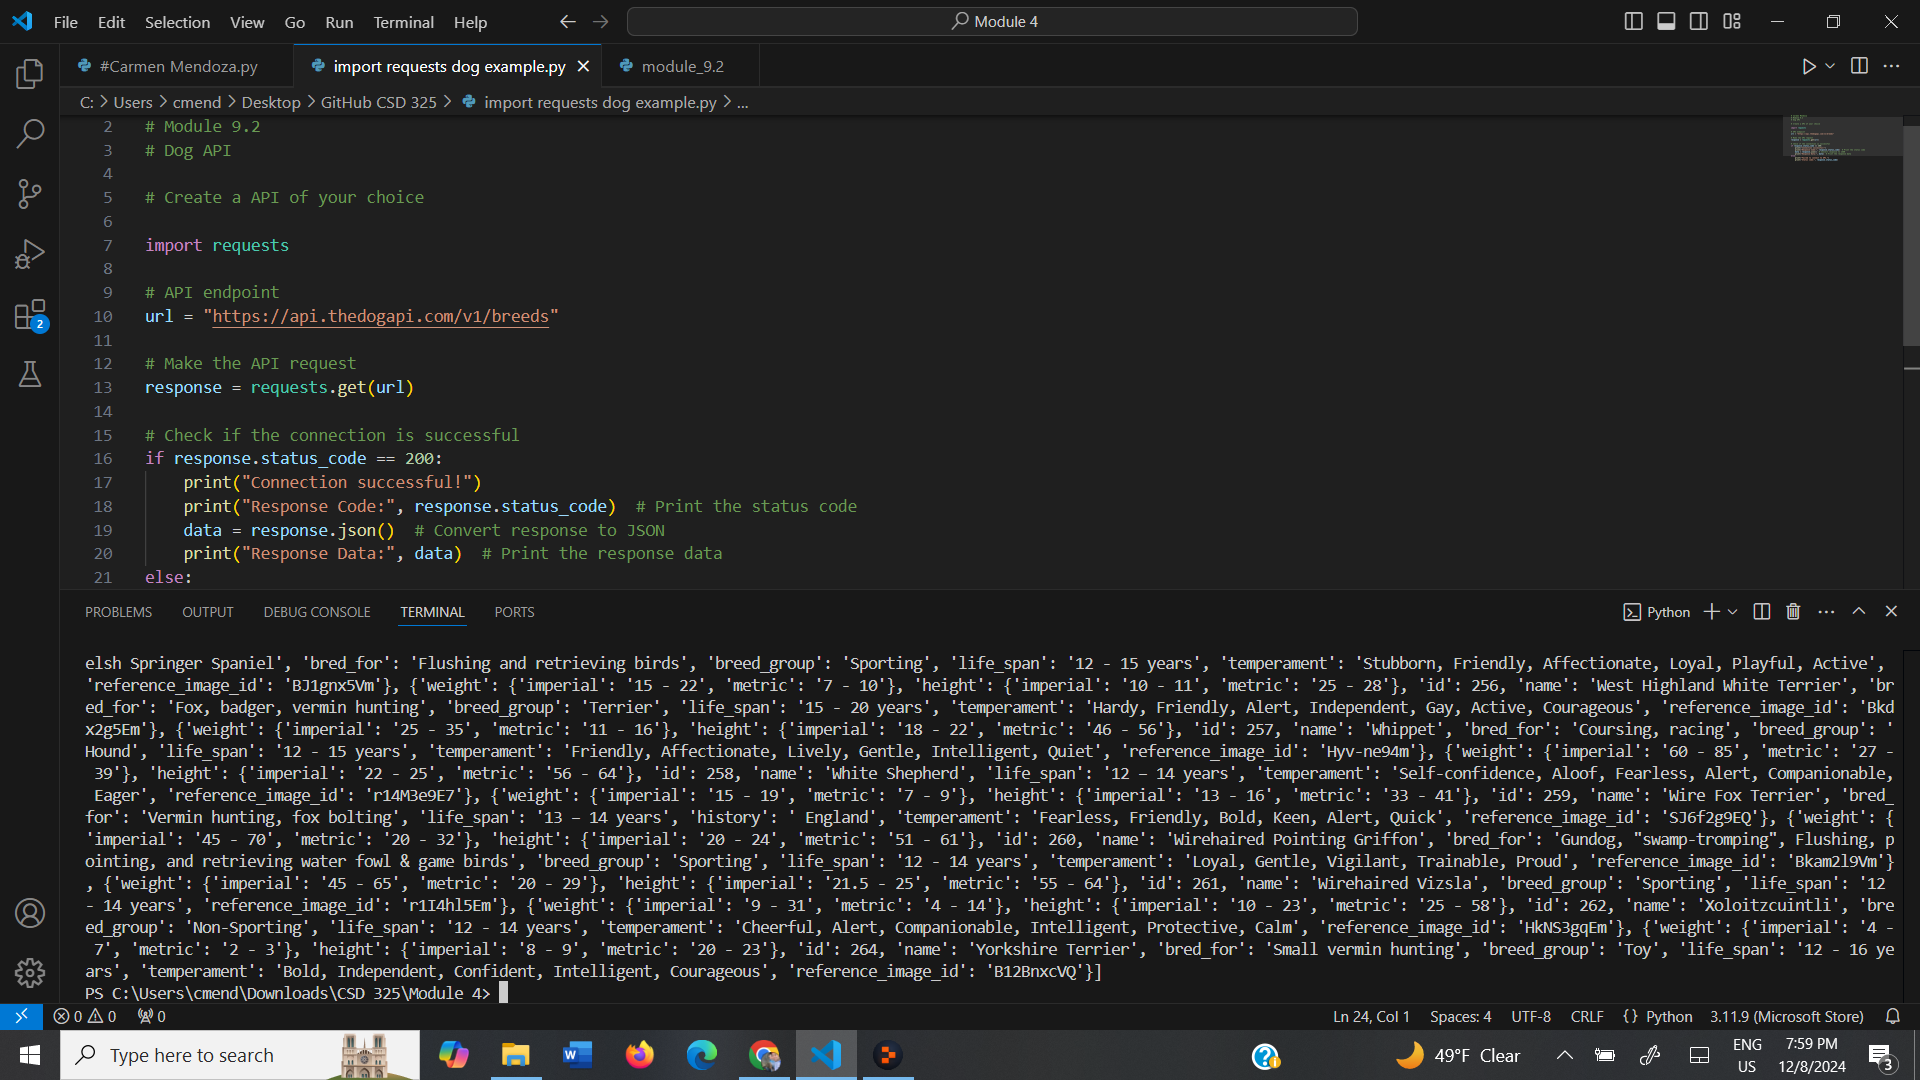 File Edit Selection View Go Run Terminal Help Module 4
#Carmen Mendoza.py import requests dog example.py module_9.2
C: > Users > cmend > Desktop > GitHub CSD 325 > import requests dog example.py > ...
2 # Module 9.2
3 # Dog API
4
5 # Create a API of your choice
6
7 import requests
8
9 # API endpoint
10 url = "https://api.thedogapi.com/v1/breeds"
11
12 # Make the API request
13 response = requests.get(url)
14
15 # Check if the connection is successful
16 if response.status_code == 200:
17 print("Connection successful!")
18 print("Response Code:", response.status_code) # Print the status code
19 data = response.json() # Convert response to JSON
20 print("Response Data:", data) # Print the response data
21 else:
2
PROBLEMS OUTPUT DEBUG CONSOLE TERMINAL PORTS Python
elsh Springer Spaniel', 'bred_for': 'Flushing and retrieving birds', 'breed_group': 'Sporting', 'life_span': '12 - 15 years', 'temperament': 'Stubborn, Friendly, Affectionate, Loyal, Playful, Active',
'reference_image_id': 'BJ1gnx5Vm'}, {'weight': {'imperial': '15 - 22', 'metric': '7 - 10'}, 'height': {'imperial': '10 - 11', 'metric': '25 - 28'}, 'id': 256, 'name': 'West Highland White Terrier', 'br
ed_for': 'Fox, badger, vermin hunting', 'breed_group': 'Terrier', 'life_span': '15 - 20 years', 'temperament': 'Hardy, Friendly, Alert, Independent, Gay, Active, Courageous', 'reference_image_id': 'Bkd
x2g5Em'}, {'weight': {'imperial': '25 - 35', 'metric': '11 - 16'}, 'height': {'imperial': '18 - 22', 'metric': '46 - 56'}, 'id': 257, 'name': 'Whippet', 'bred_for': 'Coursing, racing', 'breed_group': '
Hound', 'life_span': '12 - 15 years', 'temperament': 'Friendly, Affectionate, Lively, Gentle, Intelligent, Quiet', 'reference_image_id': 'Hyv-ne94m'}, {'weight': {'imperial': '60 - 85', 'metric': '27 -
39'}, 'height': {'imperial': '22 - 25', 'metric': '56 - 64'}, 'id': 258, 'name': 'White Shepherd', 'life_span': '12 – 14 years', 'temperament': 'Self-confidence, Aloof, Fearless, Alert, Companionable,
Eager', 'reference_image_id': 'r14M3e9E7'}, {'weight': {'imperial': '15 - 19', 'metric': '7 - 9'}, 'height': {'imperial': '13 - 16', 'metric': '33 - 41'}, 'id': 259, 'name': 'Wire Fox Terrier', 'bred_
for': 'Vermin hunting, fox bolting', 'life_span': '13 – 14 years', 'history': ' England', 'temperament': 'Fearless, Friendly, Bold, Keen, Alert, Quick', 'reference_image_id': 'SJ6f2g9EQ'}, {'weight': {
'imperial': '45 - 70', 'metric': '20 - 32'}, 'height': {'imperial': '20 - 24', 'metric': '51 - 61'}, 'id': 260, 'name': 'Wirehaired Pointing Griffon', 'bred_for': 'Gundog, "swamp-tromping", Flushing, p
ointing, and retrieving water fowl & game birds', 'breed_group': 'Sporting', 'life_span': '12 - 14 years', 'temperament': 'Loyal, Gentle, Vigilant, Trainable, Proud', 'reference_image_id': 'Bkam2l9Vm'}
, {'weight': {'imperial': '45 - 65', 'metric': '20 - 29'}, 'height': {'imperial': '21.5 - 25', 'metric': '55 - 64'}, 'id': 261, 'name': 'Wirehaired Vizsla', 'breed_group': 'Sporting', 'life_span': '12
- 14 years', 'reference_image_id': 'r1I4hl5Em'}, {'weight': {'imperial': '9 - 31', 'metric': '4 - 14'}, 'height': {'imperial': '10 - 23', 'metric': '25 - 58'}, 'id': 262, 'name': 'Xoloitzcuintli', 'bre
ed_group': 'Non-Sporting', 'life_span': '12 - 14 years', 'temperament': 'Cheerful, Alert, Companionable, Intelligent, Protective, Calm', 'reference_image_id': 'HkNS3gqEm'}, {'weight': {'imperial': '4 -
7', 'metric': '2 - 3'}, 'height': {'imperial': '8 - 9', 'metric': '20 - 23'}, 'id': 264, 'name': 'Yorkshire Terrier', 'bred_for': 'Small vermin hunting', 'breed_group': 'Toy', 'life_span': '12 - 16 ye
ars', 'temperament': 'Bold, Independent, Confident, Intelligent, Courageous', 'reference_image_id': 'B12BnxcVQ'}]
PS C:\Users\cmend\Downloads\CSD 325\Module 4>
0 0 0 Ln 24, Col 1 Spaces: 4 UTF-8 CRLF {} Python 3.11.9 (Microsoft Store)
Type here to search 49°F Clear ENG US 7:59 PM 12/8/2024 3